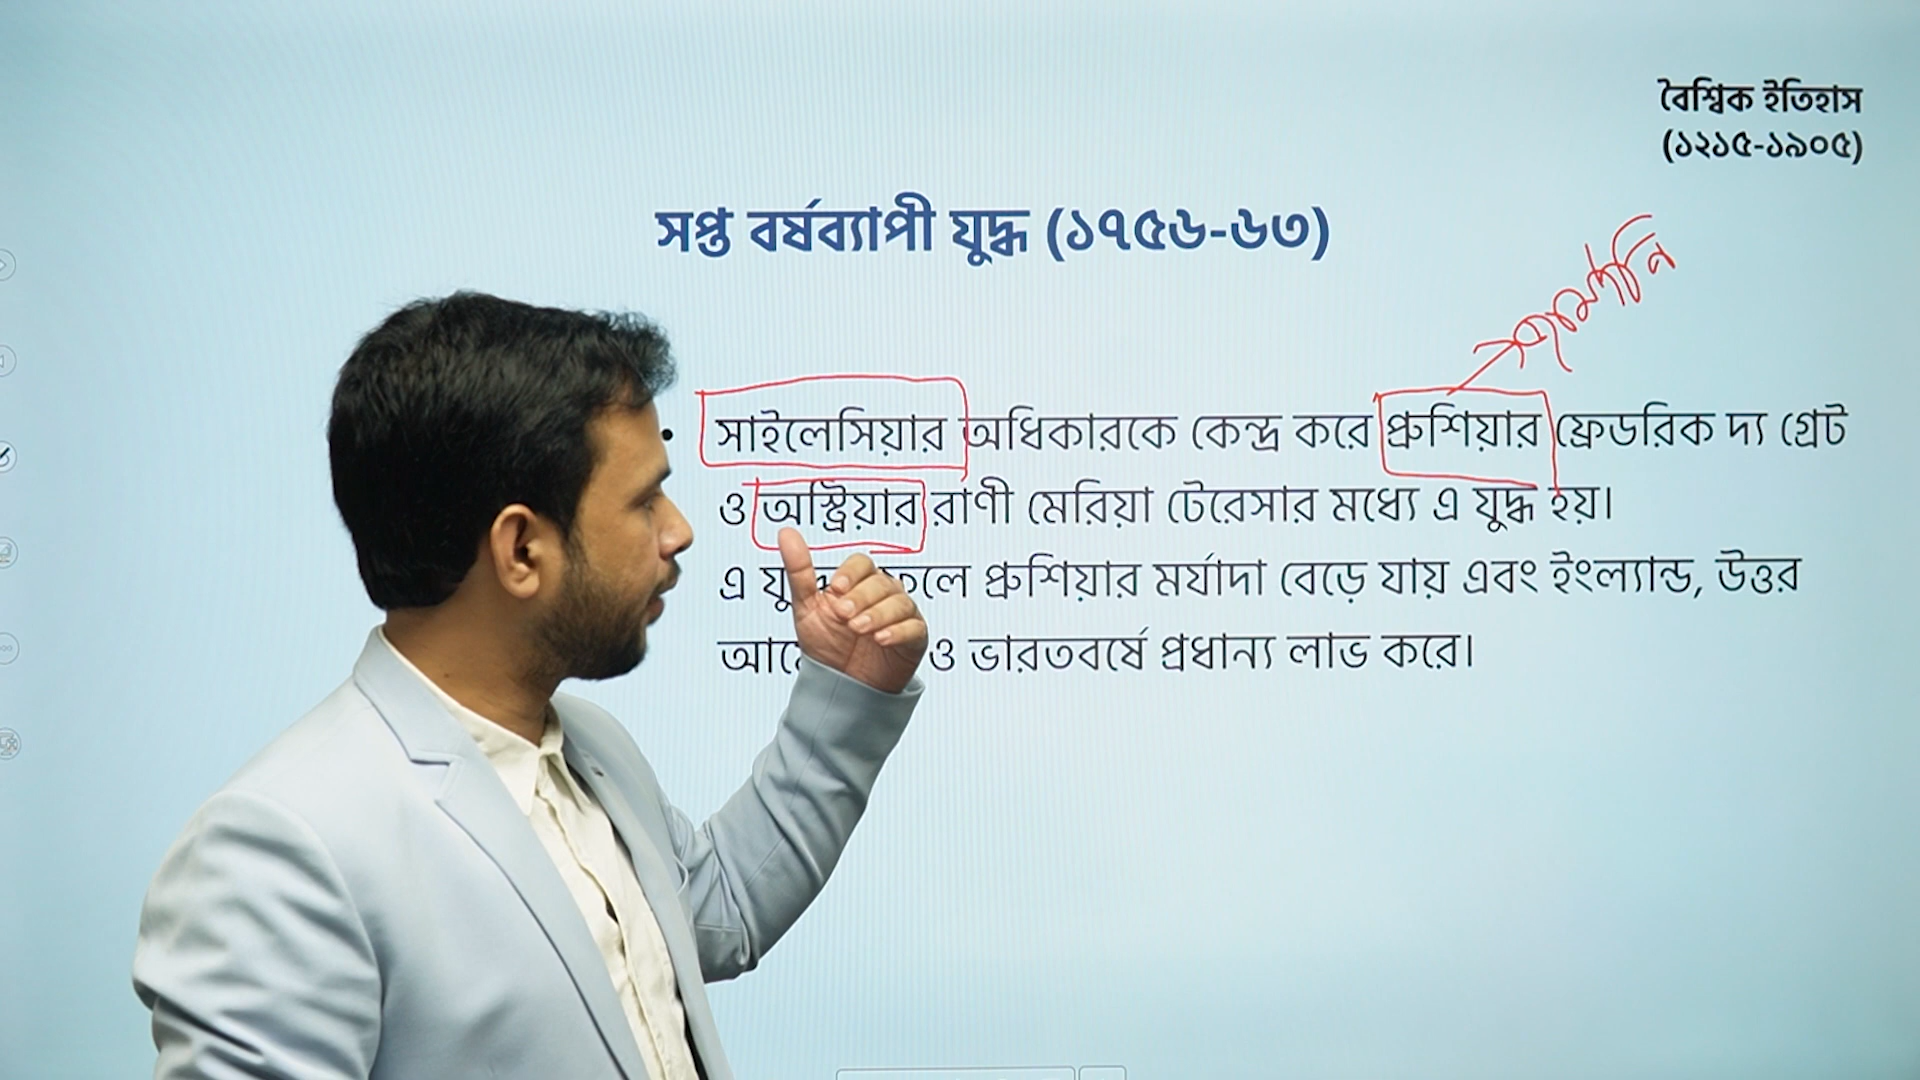 বৈশ্বিক ইতিহাস
(১২১৫-১৯০৫)
সপ্ত বর্ষব্যাপী যুদ্ধ (১৭৫৬-৬৩)
জার্মানি
• সাইলেসিয়ার অধিকারকে কেন্দ্র করে প্রুশিয়ার ফ্রেডরিক দ্য গ্রেট
ও অস্ট্রিয়ার রাণী মেরিয়া টেরেসার মধ্যে এ যুদ্ধ হয়।
এ প্রুশিয়ার মর্যাদা বেড়ে যায় এবং ইংল্যান্ড, উত্তর
ও ভারতবর্ষে প্রধান্য লাভ করে।